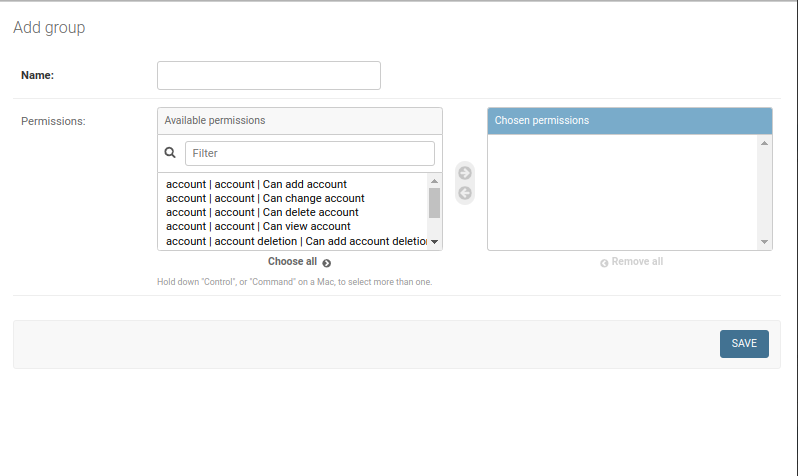 Add group
Name:
Permissions:
Available permissions
Filter
account | account | Can add account
account | account | Can change account
account | account | Can delete account
account | account | Can view account
account | account deletion | Can add account deletion
Choose all
Hold down "Control", or "Command" on a Mac, to select more than one.
Chosen permissions
Remove all
SAVE